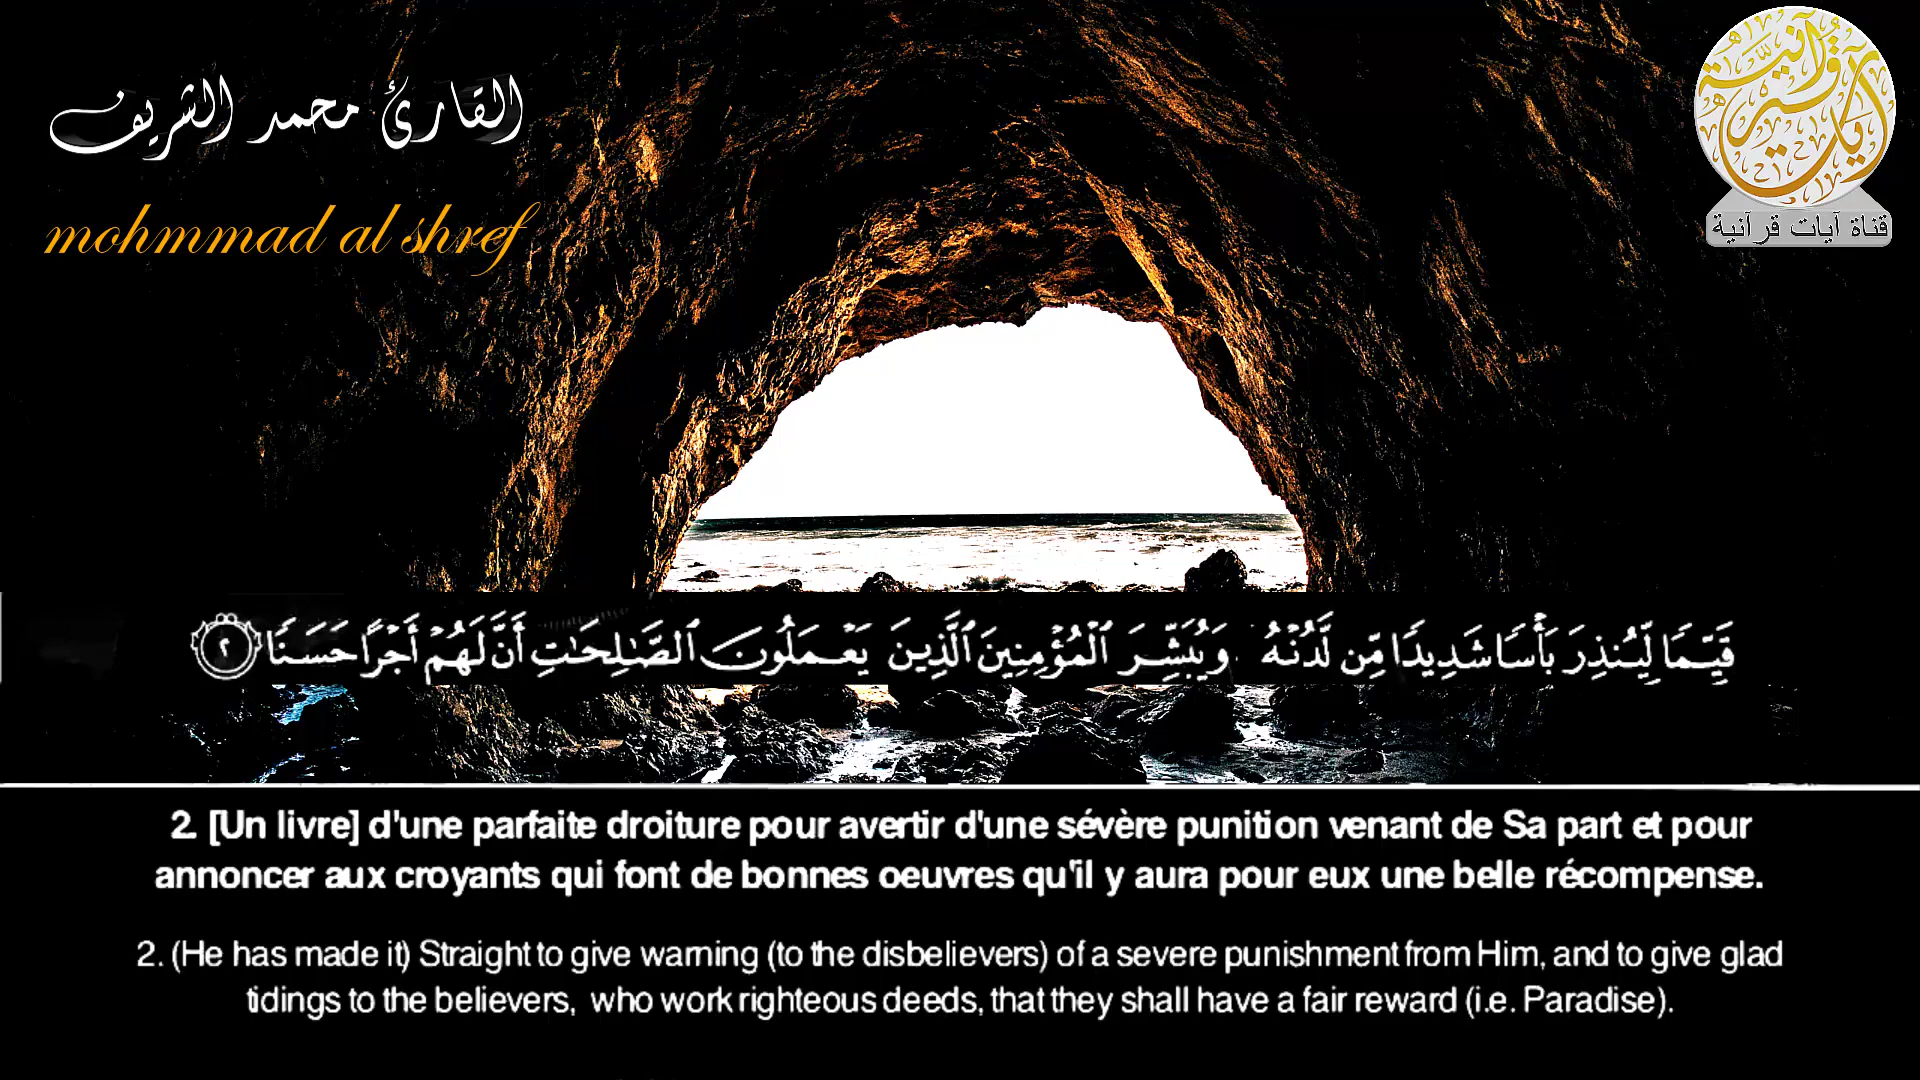 القارئ محمد الشريف
mohmmad al shref
آيات قرآنية
قناة آيات قرآنية
قَيِّمًا لِّيُنذِرَ بَأْسًا شَدِيدًا مِّن لَّدُنْهُ وَيُبَشِّرَ ٱلْمُؤْمِنِينَ ٱلَّذِينَ يَعْمَلُونَ ٱلصَّٰلِحَٰتِ أَنَّ لَهُمْ أَجْرًا حَسَنًا ٢
2. [Un livre] d'une parfaite droiture pour avertir d'une sévère punition venant de Sa part et pour
annoncer aux croyants qui font de bonnes oeuvres qu'il y aura pour eux une belle récompense.
2. (He has made it) Straight to give warning (to the disbelievers) of a severe punishment from Him, and to give glad
tidings to the believers, who work righteous deeds, that they shall have a fair reward (i.e. Paradise).